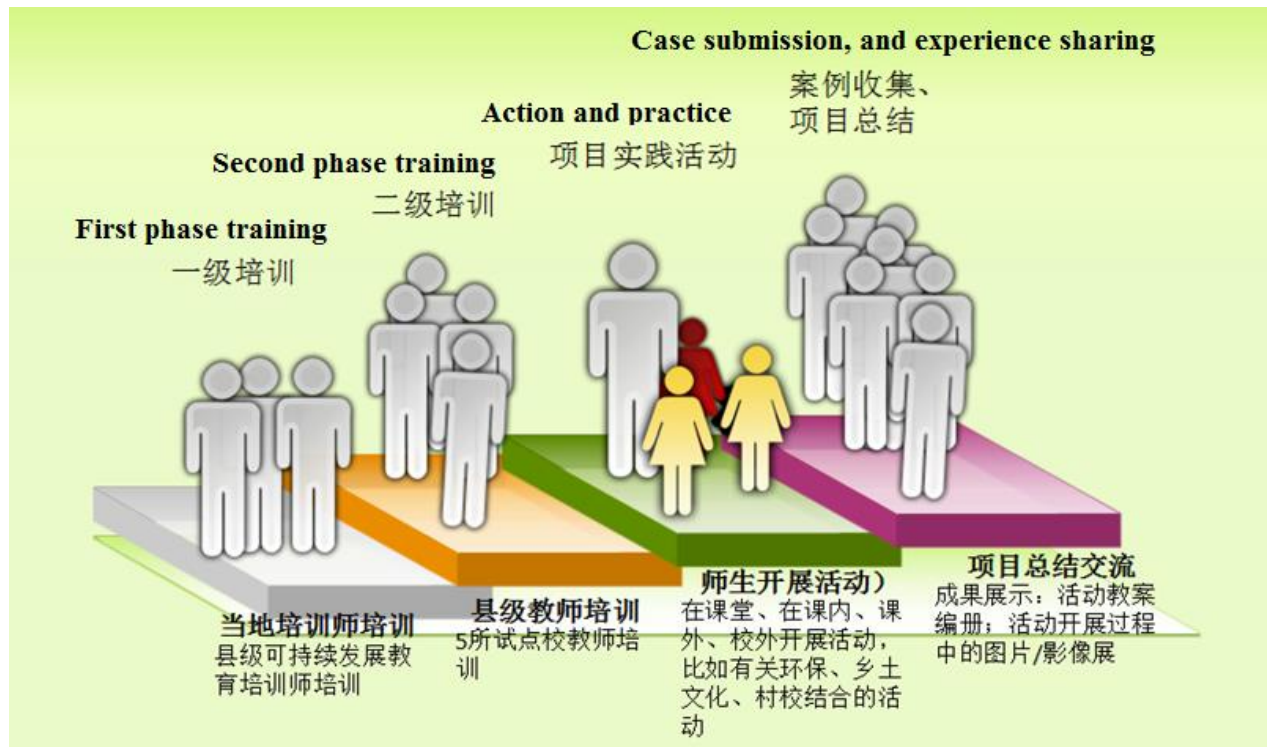 Case submission, and experience sharing
案例收集、
项目总结
Action and practice
项目实践活动
Second phase training
二级培训
First phase training
一级培训
当地培训师培训
县级可持续发展教
育培训师培训
县级教师培训
5所试点校教师培
训
师生开展活动）
在课堂、在课内、课
外、校外开展活动，
比如有关环保、乡土
文化、村校结合的活
动
项目总结交流
成果展示：活动教案
编册；活动开展过程
中的图片/影像展